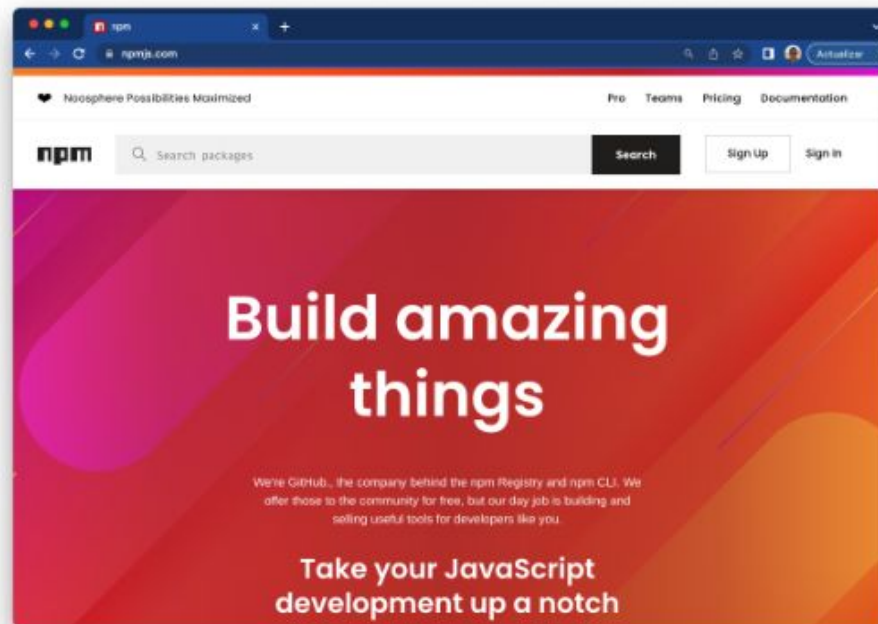 npm
npmjs.com
Actualizar
Noosphere Possibilities Maximized
Pro Teams Pricing Documentation
npm Search packages Search Sign Up Sign In
Build amazing
things
We're GitHub., the company behind the npm Registry and npm CLI. We
offer those to the community for free, but our day job is building and
selling useful tools for developers like you.
Take your JavaScript
development up a notch